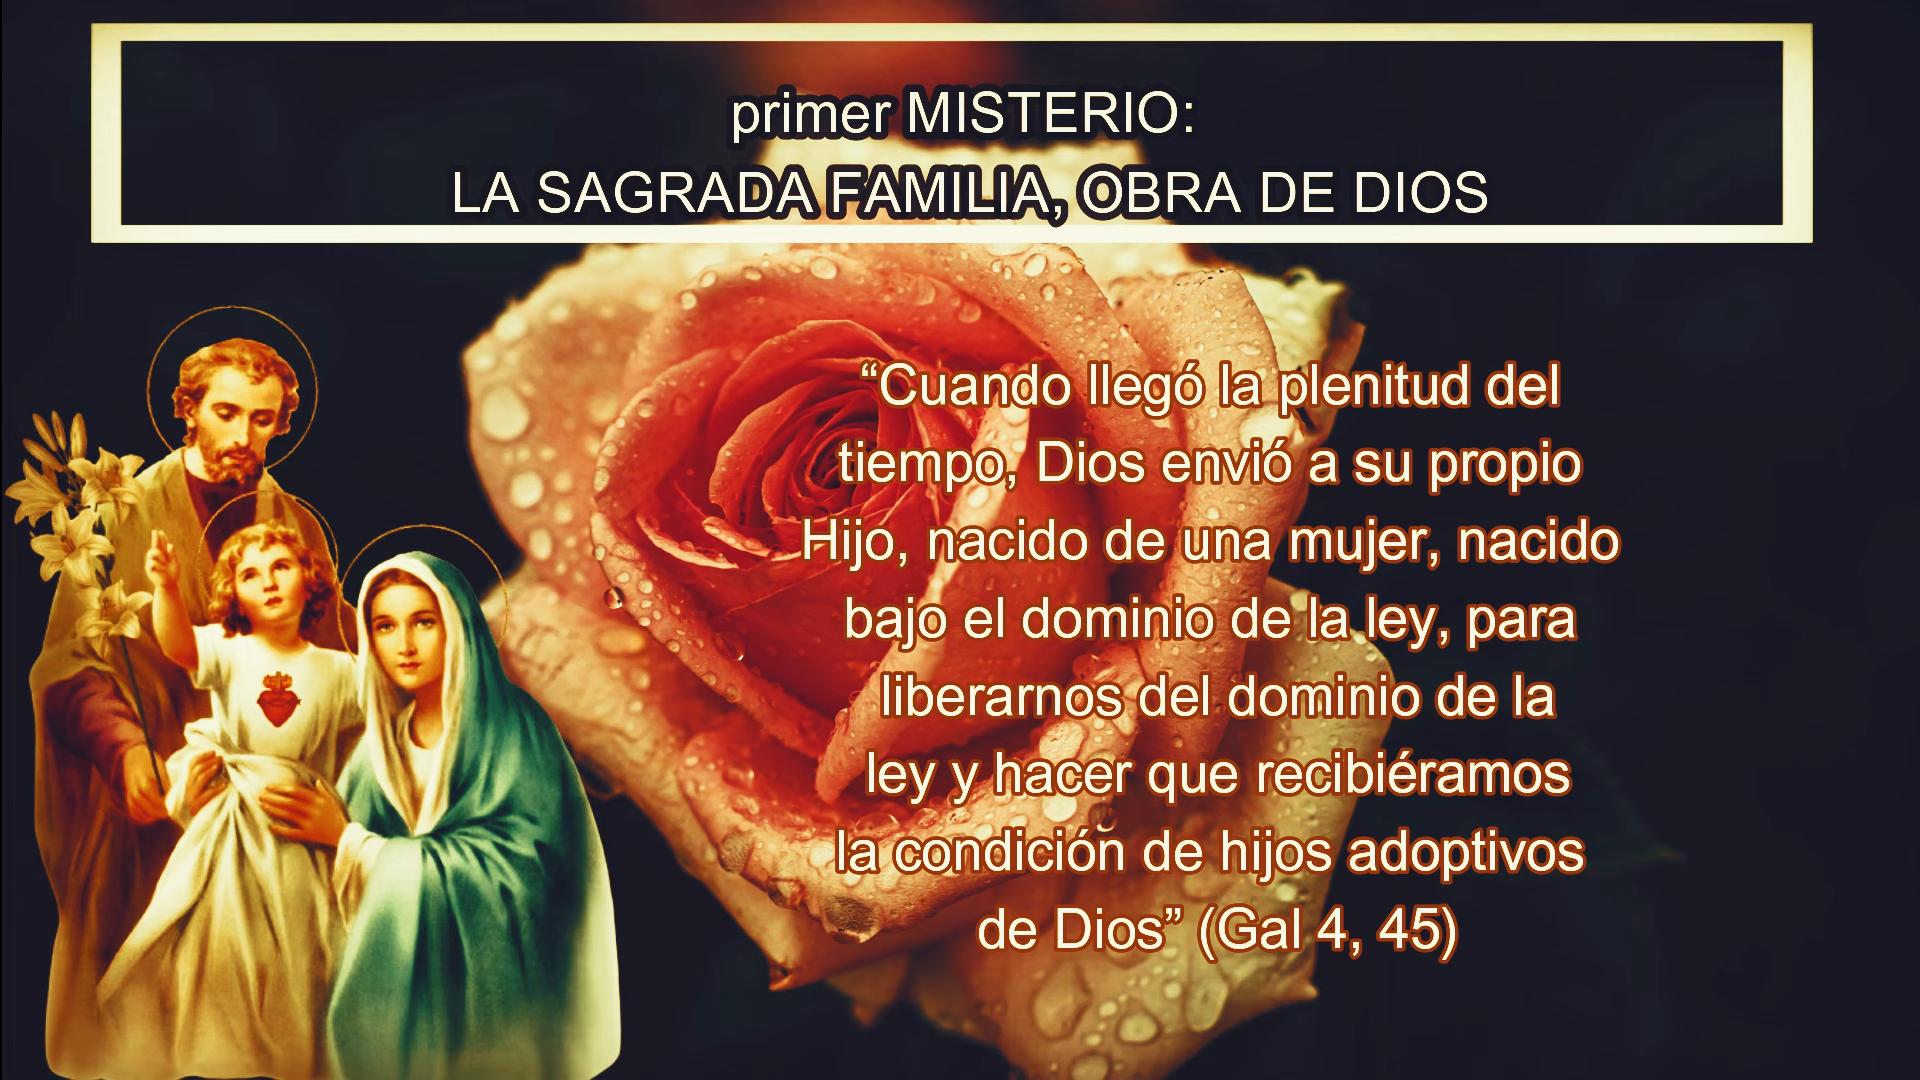 primer MISTERIO:
LA SAGRADA FAMILIA, OBRA DE DIOS
“Cuando llegó la plenitud del
tiempo, Dios envió a su propio
Hijo, nacido de una mujer, nacido
bajo el dominio de la ley, para
liberarnos del dominio de la
ley y hacer que recibiéramos
la condición de hijos adoptivos
de Dios” (Gal 4, 45)